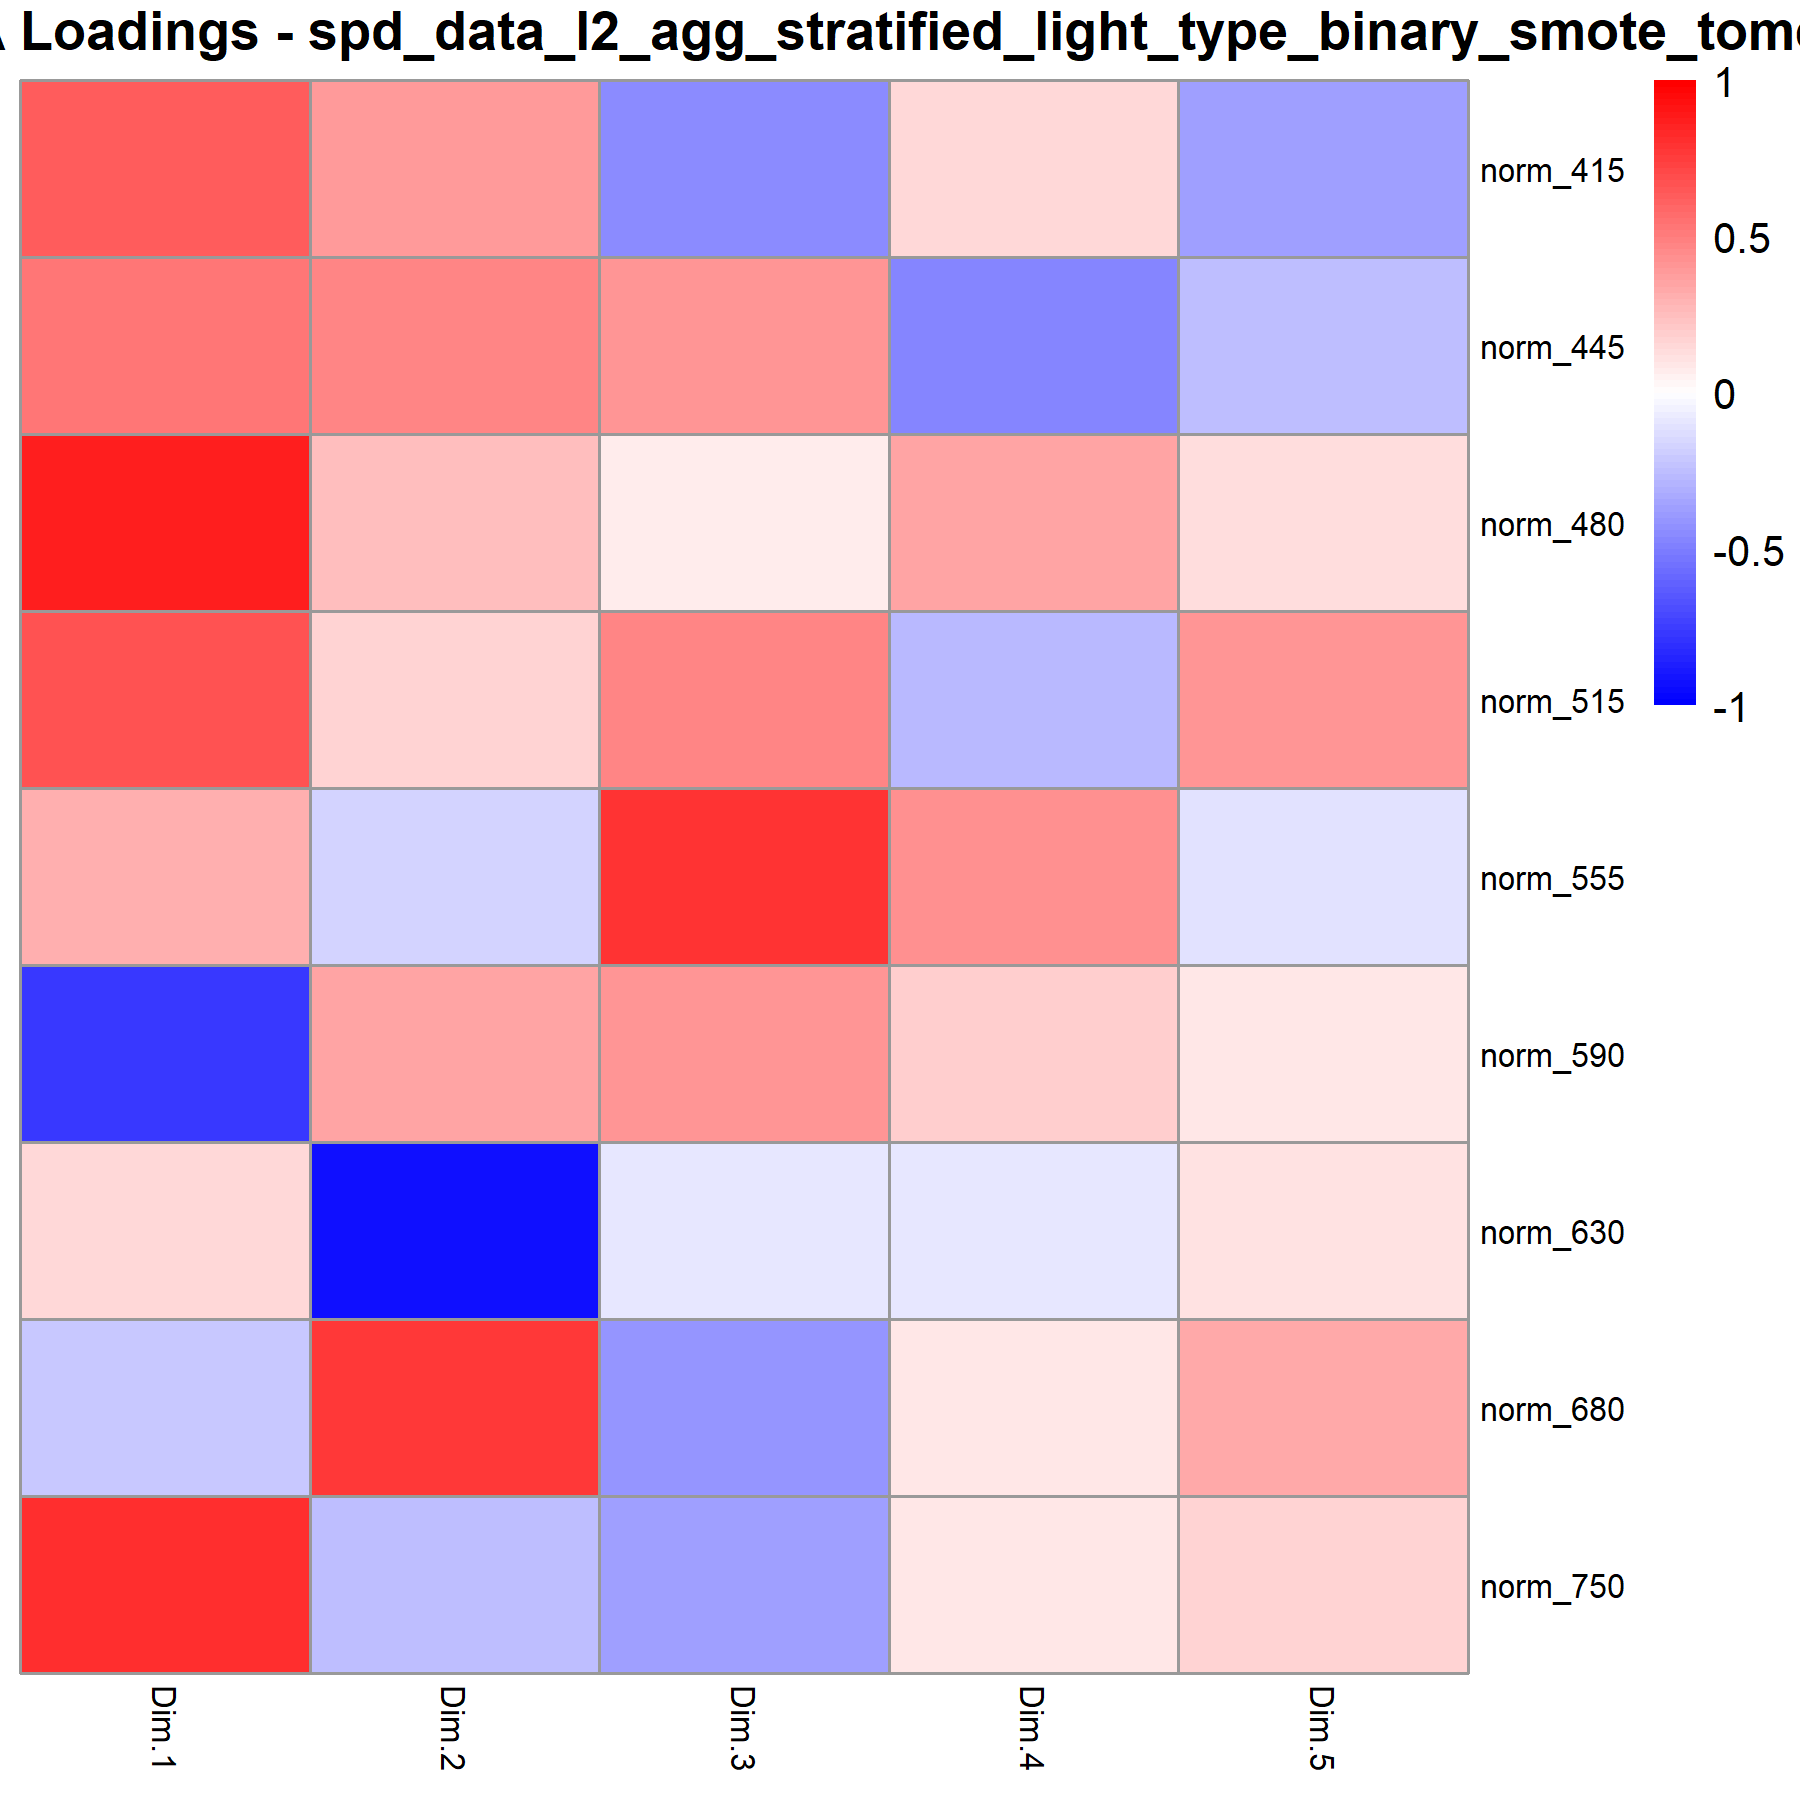 Loadings - spd_data_l2_agg_stratified_light_type_binary_smote_tom
1
norm_415
0.5
norm_445
0
norm_480
-0.5
norm_515
-1
norm_555
norm_590
norm_630
norm_680
norm_750
Dim.1
Dim.2
Dim.3
Dim.4
Dim.5